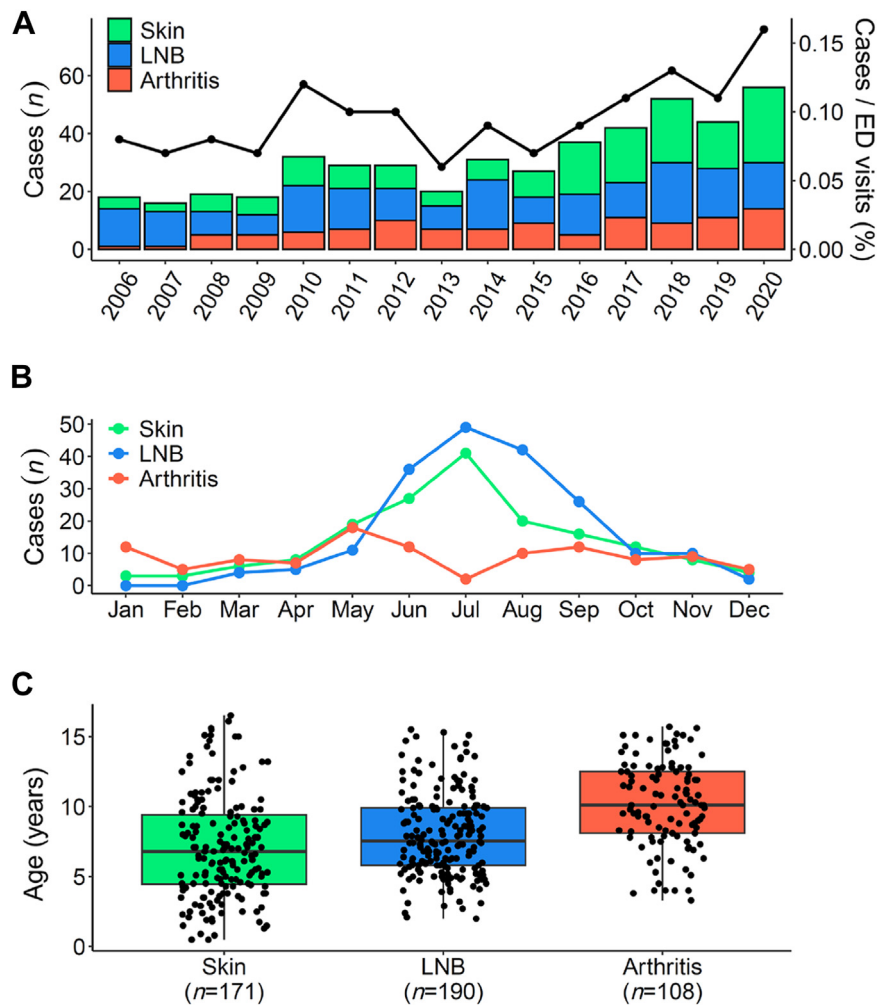 A
Skin
LNB
Arthritis
Cases (n)
60
40
20
0
0.15
0.10
0.05
0.00
Cases / ED visits (%)
2006 2007 2008 2009 2010 2011 2012 2013 2014 2015 2016 2017 2018 2019 2020
B
Skin
LNB
Arthritis
Cases (n)
50
40
30
20
10
0
Jan Feb Mar Apr May Jun Jul Aug Sep Oct Nov Dec
C
Age (years)
15
10
5
0
Skin LNB Arthritis
(n=171) (n=190) (n=108)